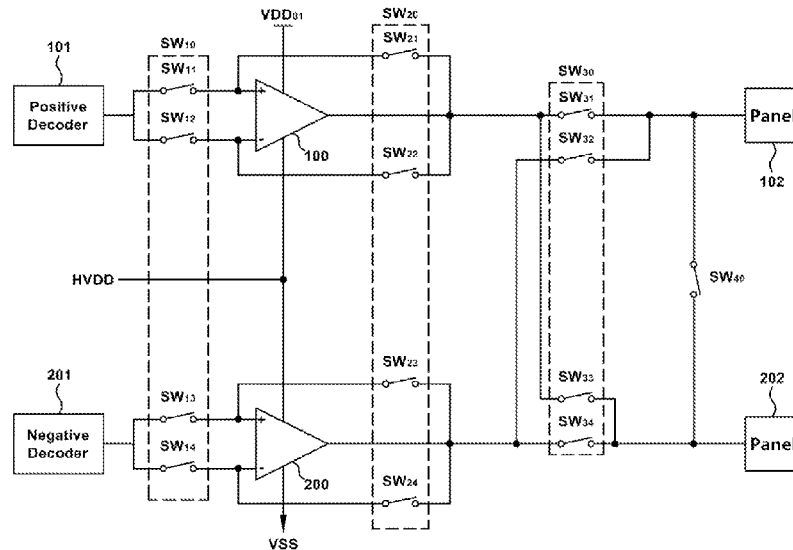 VDD01
SW20
101
SW10
SW21
SW11
SW30
Positive
Decoder
SW31
Panel
SW12
SW32
100
SW22
102
HVDD
SW40
201
SW13
SW23
SW33
202
Negative
Decoder
SW14
SW34
Panel
200
SW24
VSS
+
-
+
-